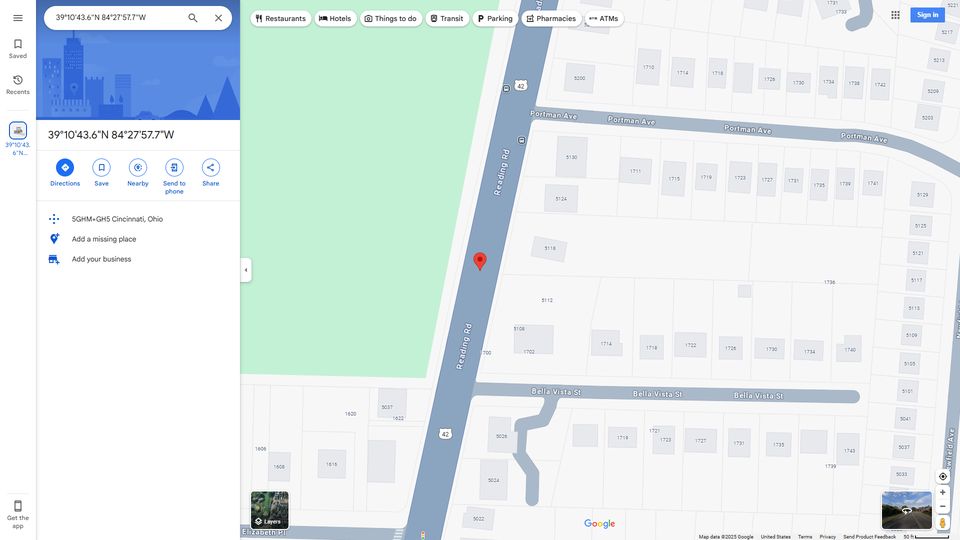 39°10'43.6"N 84°27'57.7"W
Restaurants
Hotels
Things to do
Transit
Parking
Pharmacies
ATMs
Sign in
Saved
Recents
39°10'43.
6"N...
Get the
app
39°10'43.6"N 84°27'57.7"W
Directions
Save
Nearby
Send to
phone
Share
5GHM+GH5 Cincinnati, Ohio
Add a missing place
Add your business
5217
5213
5209
5203
5200
1710
1714
1718
1726
1730
1734
1738
1742
1733
42
Portman Ave
Portman Ave
Portman Ave
Portman Ave
Reading Rd
5130
5124
1711
1715
1719
1723
1727
1731
1735
1739
1741
5129
5125
5121
5117
5113
5109
5105
5101
5118
5112
1736
5108
1702
1714
1718
1722
1726
1730
1734
1740
Reading Rd
Bella Vista St
Bella Vista St
Bella Vista St
5037
1622
1620
1606
1608
1616
42
5026
5024
5022
1719
1721
1723
1727
1731
1735
1739
1743
5041
5037
5033
Elizabeth Pl
Layers
Google
Map data ©2025 Google
United States
Terms
Privacy
Send Product Feedback
50 ft